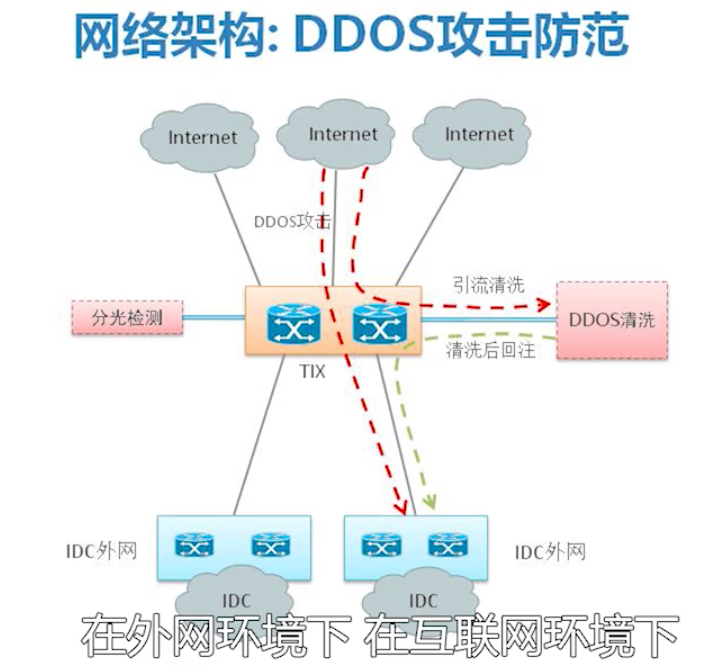 网络架构: DDOS攻击防范
Internet
Internet
Internet
DDOS攻击
引流清洗
分光检测
DDOS清洗
清洗后回注
TIX
IDC外网
IDC外网
IDC
IDC
在外网环境下 在互联网环境下